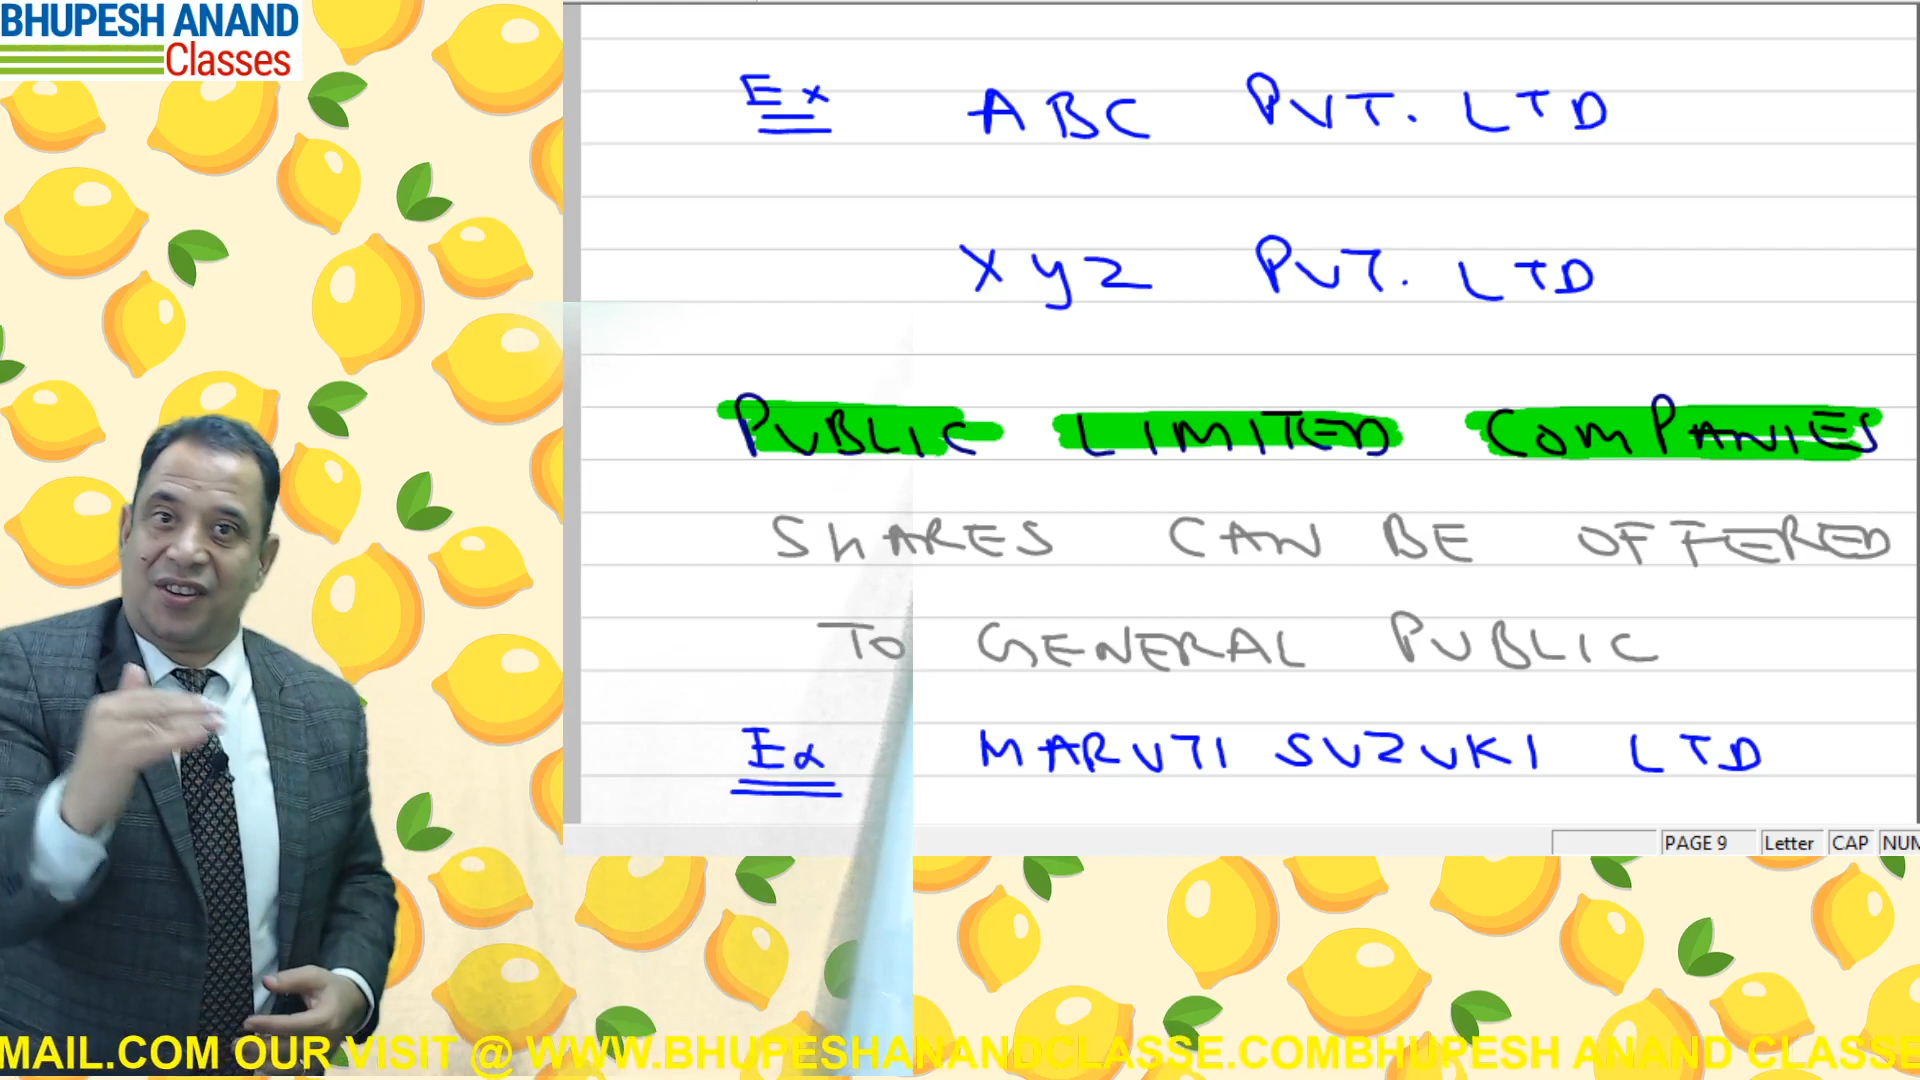 BHUPESH ANAND
Classes
Ex ABC PVT. LTD
XYZ PVT. LTD
PUBLIC LIMITED COMPANIES
SHARES CAN BE OFFERED
TO GENERAL PUBLIC
Ex MARUTI SUZUKI LTD
PAGE 9 Letter CAP NUM
MAIL.COM OUR VISIT @ WWW.BHUPESHANANDCLASSE.COMBHUPESH ANAND CLASSE